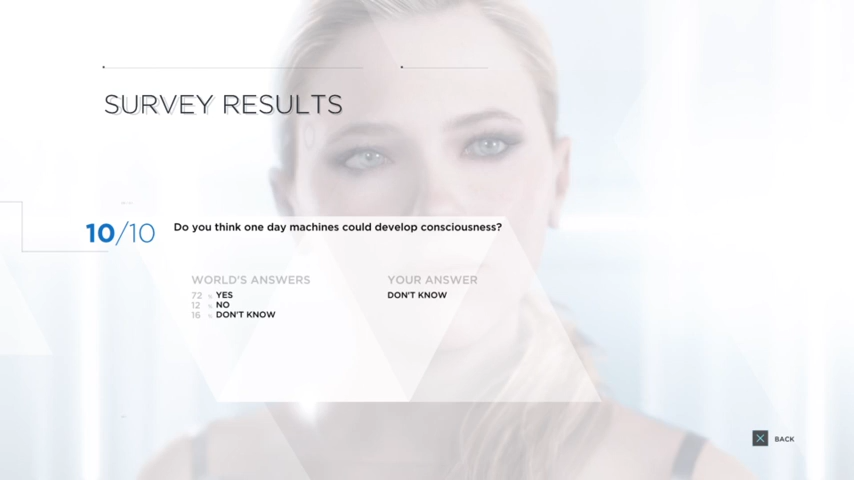 SURVEY RESULTS
10/10 Do you think one day machines could develop consciousness?
WORLD'S ANSWERS
72 % YES
12 % NO
16 % DON'T KNOW
YOUR ANSWER
DON'T KNOW
BACK